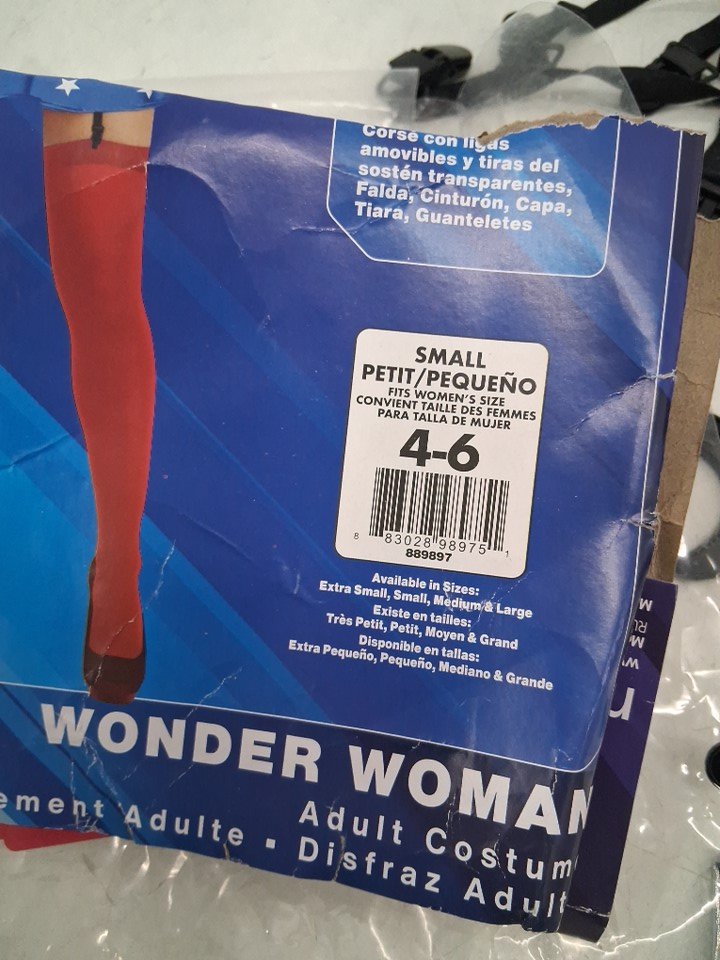 Corsé con ligas
amovibles y tiras del
sostén transparentes,
Falda, Cinturón, Capa,
Tiara, Guanteletes
SMALL
PETIT/PEQUEÑO
FITS WOMEN'S SIZE
CONVIENT TAILLE DES FEMMES
PARA TALLA DE MUJER
4-6
8 83028 98975 1
889897
Available in Sizes:
Extra Small, Small, Medium & Large
Existe en tailles:
Très Petit, Petit, Moyen & Grand
Disponible en tallas:
Extra Pequeño, Pequeño, Mediano & Grande
WONDER WOMAN
Adult Costum
ement Adulte ▪ Disfraz Adult